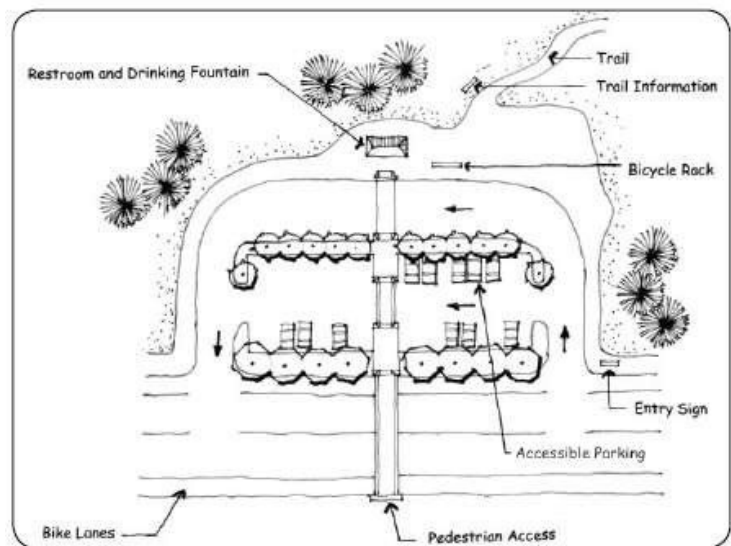 Restroom and Drinking Fountain
Trail
Trail Information
Bicycle Rack
Entry Sign
Accessible Parking
Bike Lanes
Pedestrian Access